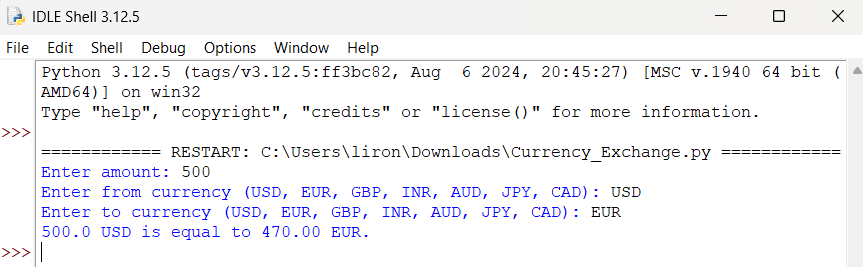 IDLE Shell 3.12.5
File Edit Shell Debug Options Window Help
Python 3.12.5 (tags/v3.12.5:ff3bc82, Aug  6 2024, 20:45:27) [MSC v.1940 64 bit (
AMD64)] on win32
Type "help", "copyright", "credits" or "license()" for more information.
>>>
============ RESTART: C:\Users\liron\Downloads\Currency_Exchange.py ============
Enter amount: 500
Enter from currency (USD, EUR, GBP, INR, AUD, JPY, CAD): USD
Enter to currency (USD, EUR, GBP, INR, AUD, JPY, CAD): EUR
500.0 USD is equal to 470.00 EUR.
>>>